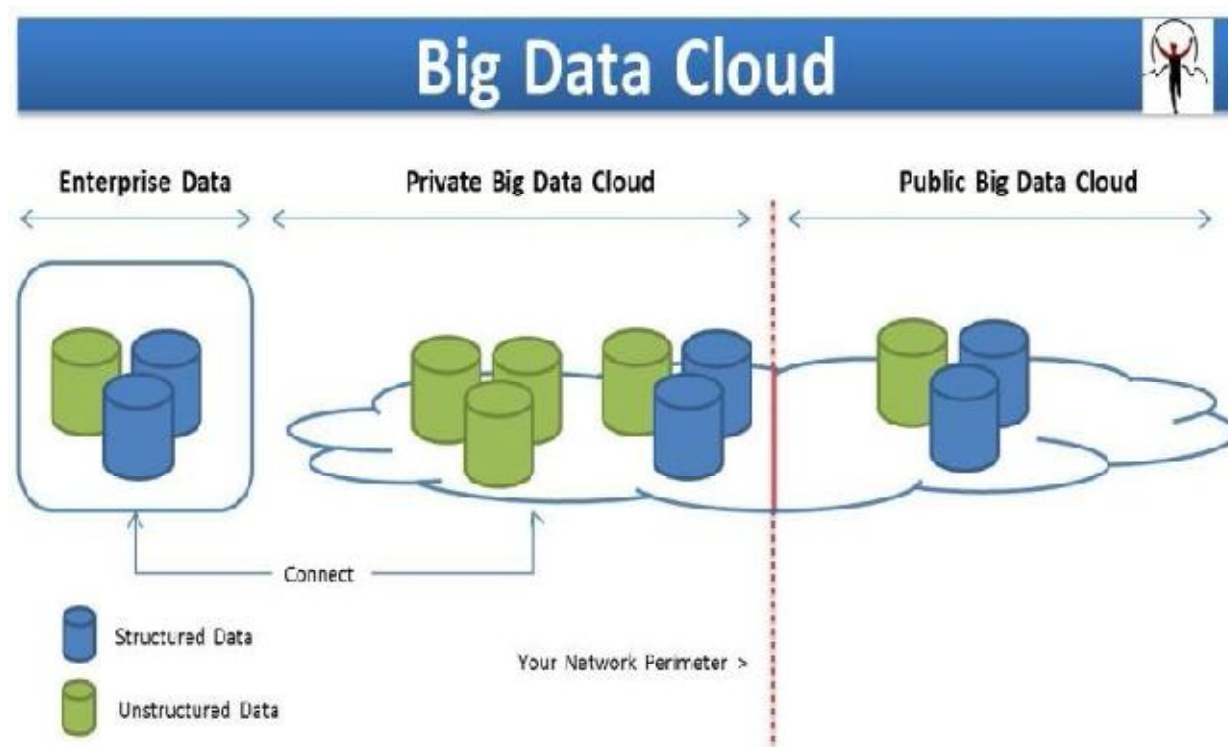 Big Data Cloud
Enterprise Data
Private Big Data Cloud
Public Big Data Cloud
Connect
Structured Data
Your Network Perimeter >
Unstructured Data